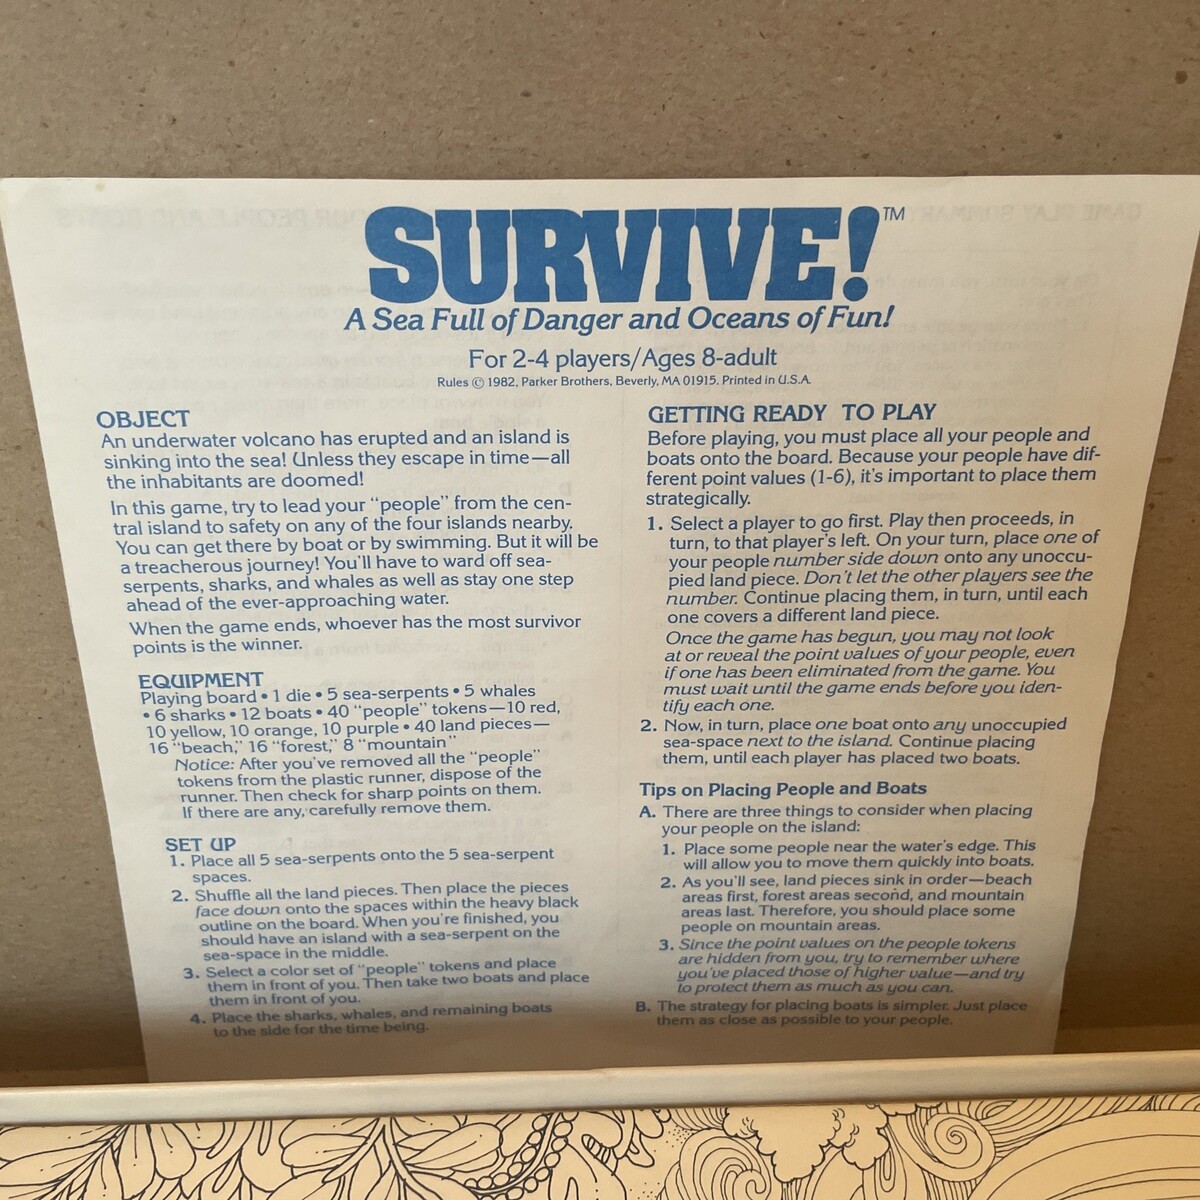 SURVIVE!™
A Sea Full of Danger and Oceans of Fun!
For 2-4 players/Ages 8-adult
Rules © 1982, Parker Brothers, Beverly, MA 01915. Printed in U.S.A.
OBJECT
An underwater volcano has erupted and an island is
sinking into the sea! Unless they escape in time—all
the inhabitants are doomed!
In this game, try to lead your "people" from the cen-
tral island to safety on any of the four islands nearby.
You can get there by boat or by swimming. But it will be
a treacherous journey! You'll have to ward off sea-
serpents, sharks, and whales as well as stay one step
ahead of the ever-approaching water.
When the game ends, whoever has the most survivor
points is the winner.
EQUIPMENT
Playing board • 1 die • 5 sea-serpents • 5 whales
• 6 sharks • 12 boats • 40 "people" tokens—10 red,
10 yellow, 10 orange, 10 purple • 40 land pieces—
16 "beach," 16 "forest," 8 "mountain"
Notice: After you've removed all the "people"
tokens from the plastic runner, dispose of the
runner. Then check for sharp points on them.
If there are any, carefully remove them.
SET UP
1. Place all 5 sea-serpents onto the 5 sea-serpent
spaces.
2. Shuffle all the land pieces. Then place the pieces
face down onto the spaces within the heavy black
outline on the board. When you're finished, you
should have an island with a sea-serpent on the
sea-space in the middle.
3. Select a color set of "people" tokens and place
them in front of you. Then take two boats and place
them in front of you.
4. Place the sharks, whales, and remaining boats
to the side for the time being.
GETTING READY TO PLAY
Before playing, you must place all your people and
boats onto the board. Because your people have dif-
ferent point values (1-6), it's important to place them
strategically.
1. Select a player to go first. Play then proceeds, in
turn, to that player's left. On your turn, place one of
your people number side down onto any unoccu-
pied land piece. Don't let the other players see the
number. Continue placing them, in turn, until each
one covers a different land piece.
Once the game has begun, you may not look
at or reveal the point values of your people, even
if one has been eliminated from the game. You
must wait until the game ends before you iden-
tify each one.
2. Now, in turn, place one boat onto any unoccupied
sea-space next to the island. Continue placing
them, until each player has placed two boats.
Tips on Placing People and Boats
A. There are three things to consider when placing
your people on the island:
1. Place some people near the water's edge. This
will allow you to move them quickly into boats.
2. As you'll see, land pieces sink in order—beach
areas first, forest areas second, and mountain
areas last. Therefore, you should place some
people on mountain areas.
3. Since the point values on the people tokens
are hidden from you, try to remember where
you've placed those of higher value—and try
to protect them as much as you can.
B. The strategy for placing boats is simpler. Just place
them as close as possible to your people.